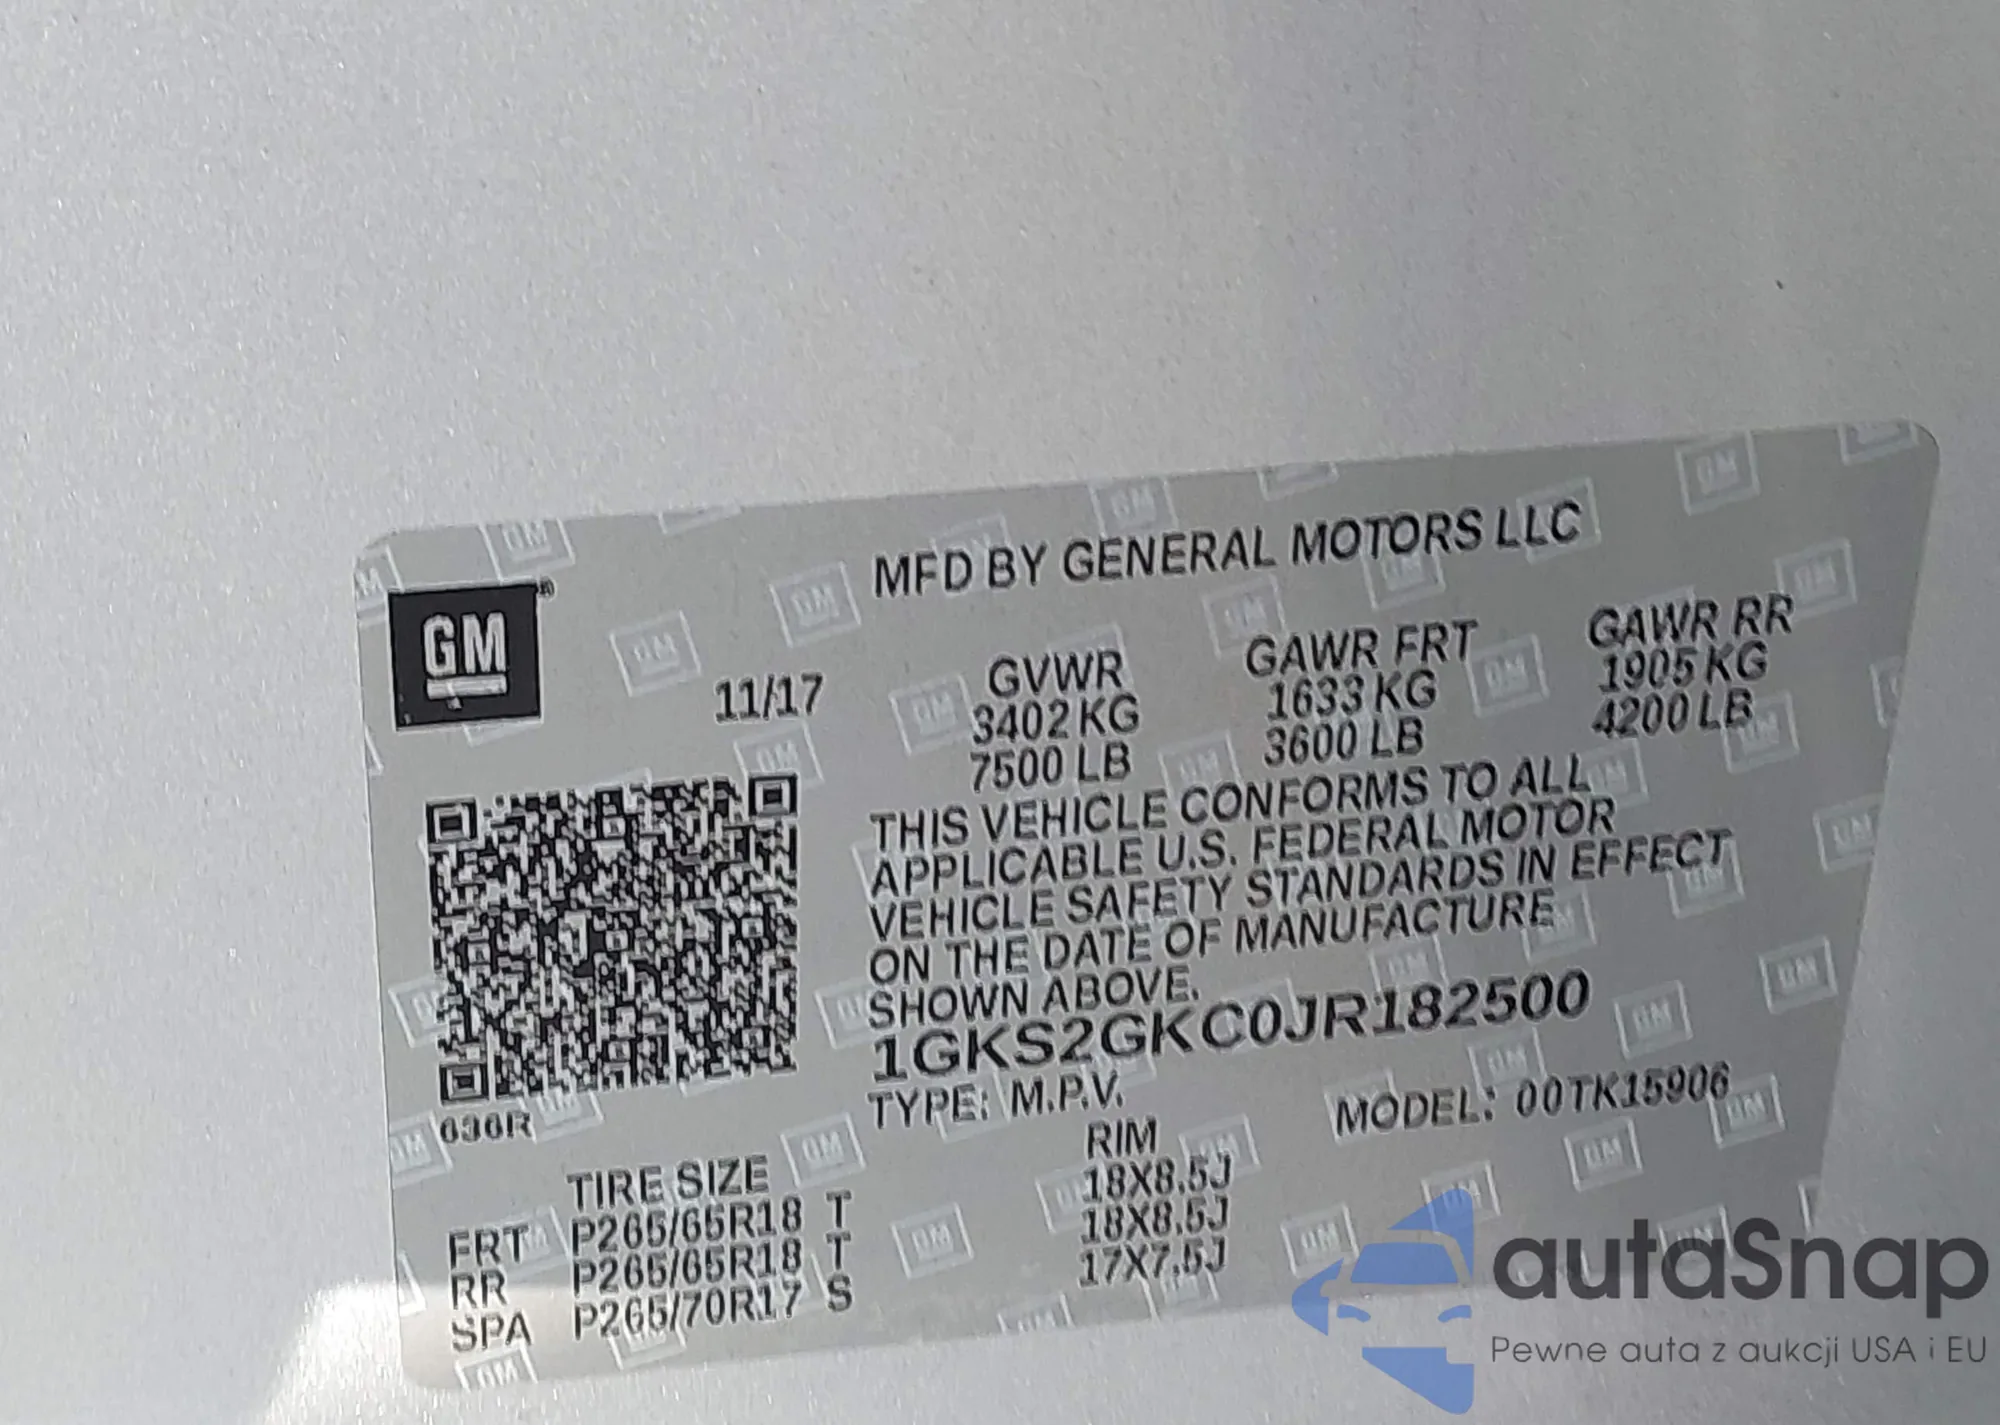 MFD BY GENERAL MOTORS LLC
GM ®
11/17
GVWR
3402 KG
7500 LB
GAWR FRT
1633 KG
3600 LB
GAWR RR
1905 KG
4200 LB
THIS VEHICLE CONFORMS TO ALL
APPLICABLE U.S. FEDERAL MOTOR
VEHICLE SAFETY STANDARDS IN EFFECT
ON THE DATE OF MANUFACTURE
SHOWN ABOVE.
1GKS2GKC0JR182500
TYPE: M.P.V.
MODEL: 00TK15906
TIRE SIZE RIM
FRT P265/65R18 T 18X8.5J
RR P265/65R18 T 18X8.5J
SPA P265/70R17 S 17X7.5J
autaSnap
Pewne auta z aukcji USA i EU